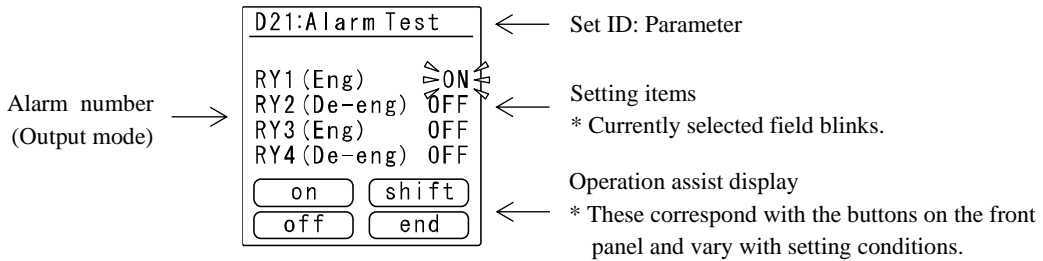 D21:Alarm Test
Set ID: Parameter
Alarm number
(Output mode)
RY1(Eng) ON
RY2(De-eng) OFF
RY3(Eng) OFF
RY4(De-eng) OFF
Setting items
* Currently selected field blinks.
on shift
off end
Operation assist display
* These correspond with the buttons on the front
panel and vary with setting conditions.